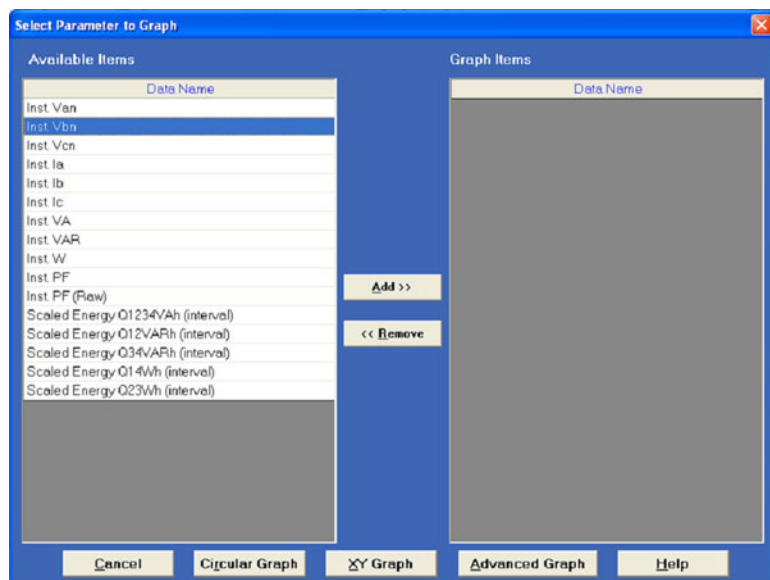 Select Parameter to Graph
Available Items
Graph Items
Data Name
Data Name
Inst. Van
Inst. Vbn
Inst. Vcn
Inst. Ia
Inst. Ib
Inst. Ic
Inst. VA
Inst. VAR
Inst. W
Inst. PF
Inst. PF (Raw)
Scaled Energy Q1234VAh (interval)
Scaled Energy Q12VARh (interval)
Scaled Energy Q34VARh (interval)
Scaled Energy Q14Wh (interval)
Scaled Energy Q23Wh (interval)
Add >>
<< Remove
Cancel
Circular Graph
XY Graph
Advanced Graph
Help